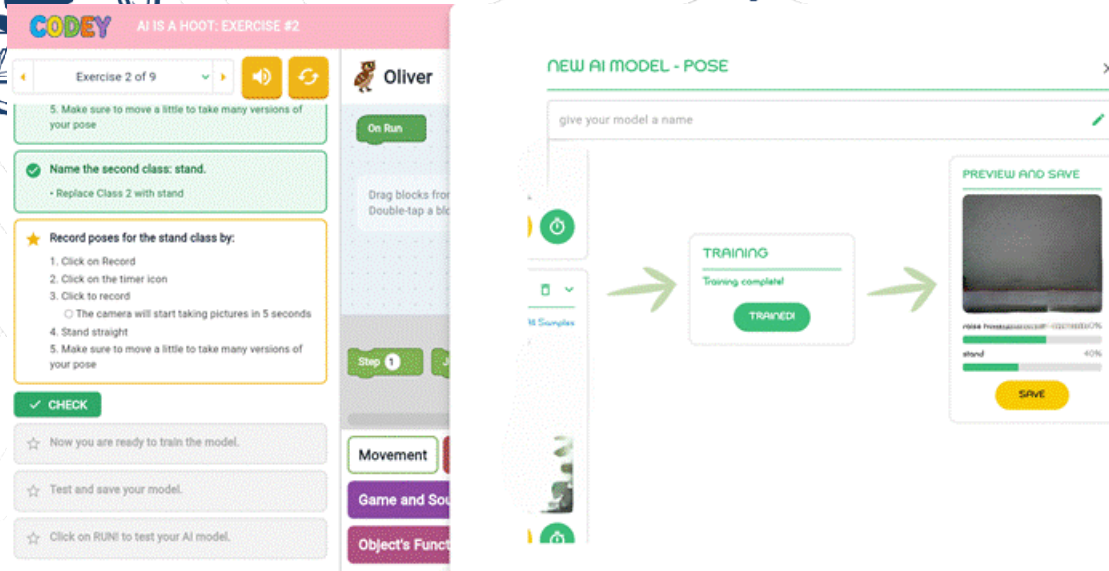 CODEY AI IS A HOOT: EXERCISE #2
Exercise 2 of 9
5. Make sure to move a little to take many versions of
your pose
Name the second class: stand.
• Replace Class 2 with stand
Record poses for the stand class by:
1. Click on Record
2. Click on the timer icon
3. Click to record
The camera will start taking pictures in 5 seconds
4. Stand straight
5. Make sure to move a little to take many versions of
your pose
CHECK
Now you are ready to train the model.
Test and save your model.
Click on RUN! to test your AI model.
Oliver
On Run
Drag blocks from
Double-tap a
Step 1
Movement
Game and
Object's
NEW AI MODEL - POSE
give your model a name
Samples
TRAINING
Training complete!
TRAINED!
PREVIEW AND SAVE
raise
stand 40%
SAVE